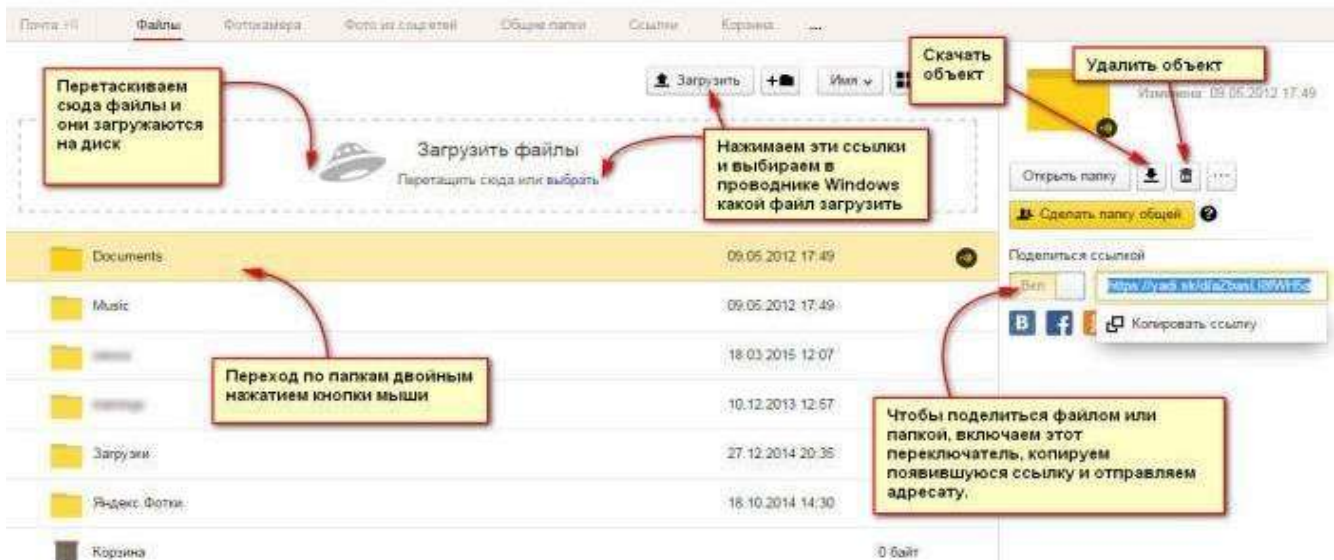 Почта
Файлы
Фотокамера
Фото из соцсетей
Общие папки
Ссылки
Корзина
...
Перетаскиваем
сюда файлы и
они загружаются
на диск
Загрузить
Имя
Скачать
объект
Удалить объект
Изменена: 09.05.2012 17:49
Загрузить файлы
Перетащить сюда или выбрать
Нажимаем эти ссылки
и выбираем в
проводнике Windows
какой файл загрузить
Открыть папку
Сделать папку общей
Documents 09.05.2012 17:49
Поделиться ссылкой
Вкл
Music 09.05.2012 17:49
Копировать ссылку
18.03.2015 12:07
Переход по папкам двойным
нажатием кнопки мыши
10.12.2013 12:57
Чтобы поделиться файлом или
папкой, включаем этот
переключатель, копируем
появившуюся ссылку и отправляем
адресату.
Загрузки 27.12.2014 20:35
Яндекс.Фотки 18.10.2014 14:30
Корзина 0 байт